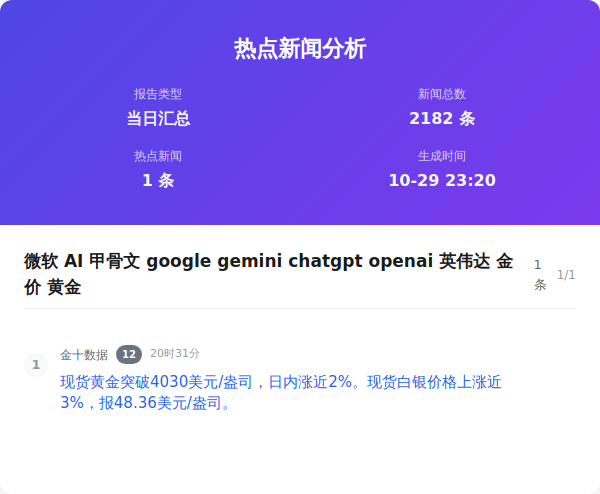 热点新闻分析
报告类型
新闻总数
当日汇总
2182 条
热点新闻
生成时间
1 条
10-29 23:20
微软 AI 甲骨文 google gemini chatgpt openai 英伟达 金
价 黄金
1
条
1/1
1
金十数据 12 20时31分
现货黄金突破4030美元/盎司，日内涨近2%。现货白银价格上涨近
3%，报48.36美元/盎司。